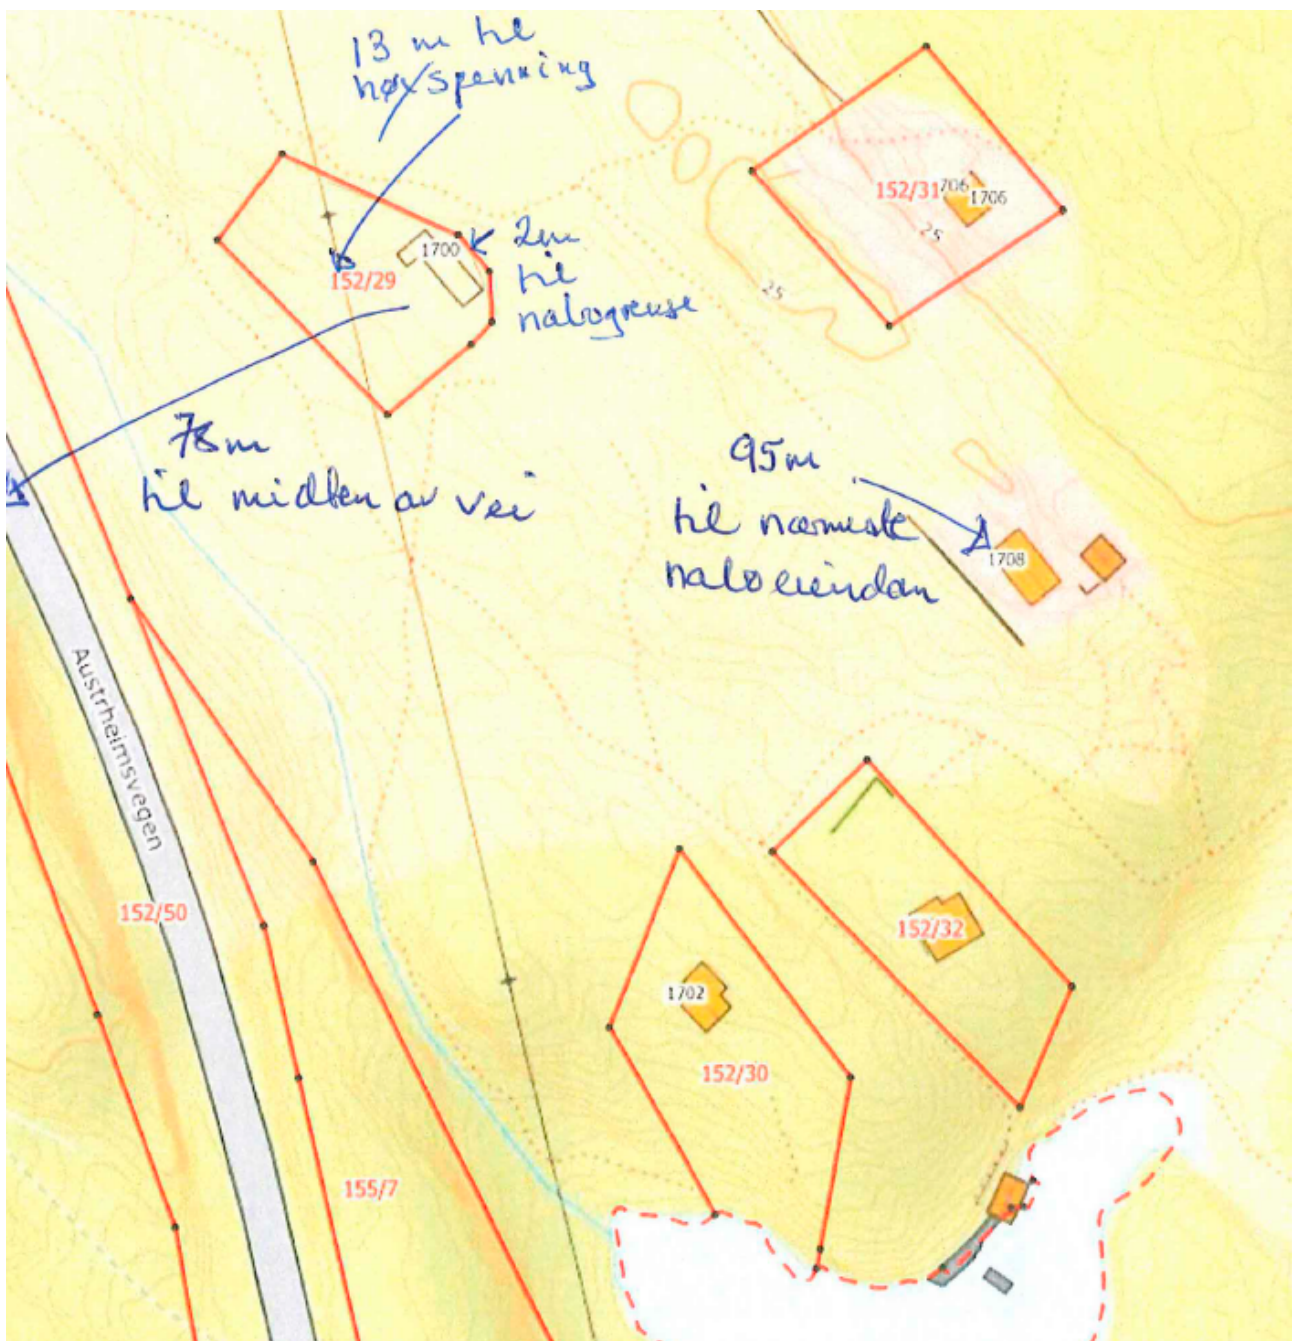 13 m til
høyspenning
152/31
706
1706
25
1700
2m
til
nabogrense
152/29
25
78m
til midten av vei
95m
til nærmeste
naboeiendom
1708
Austrheimsvegen
152/50
152/32
1702
152/30
155/7